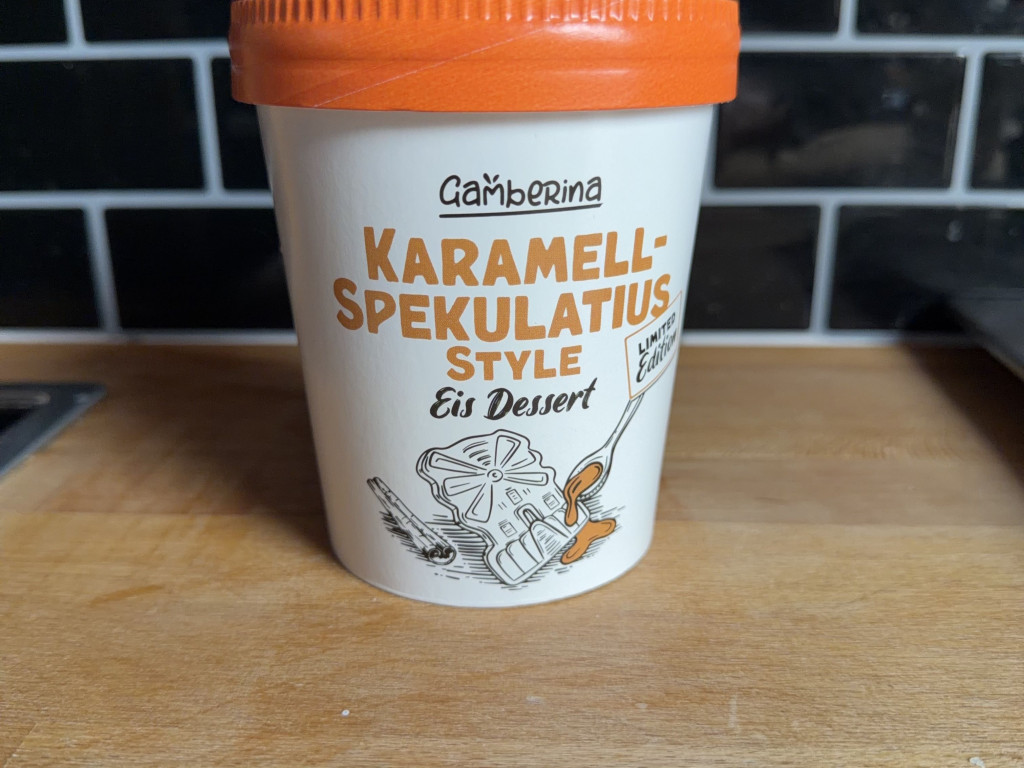 Gamberina
KARAMELL-
SPEKULATIUS
STYLE
Eis Dessert
LIMITED
Edition